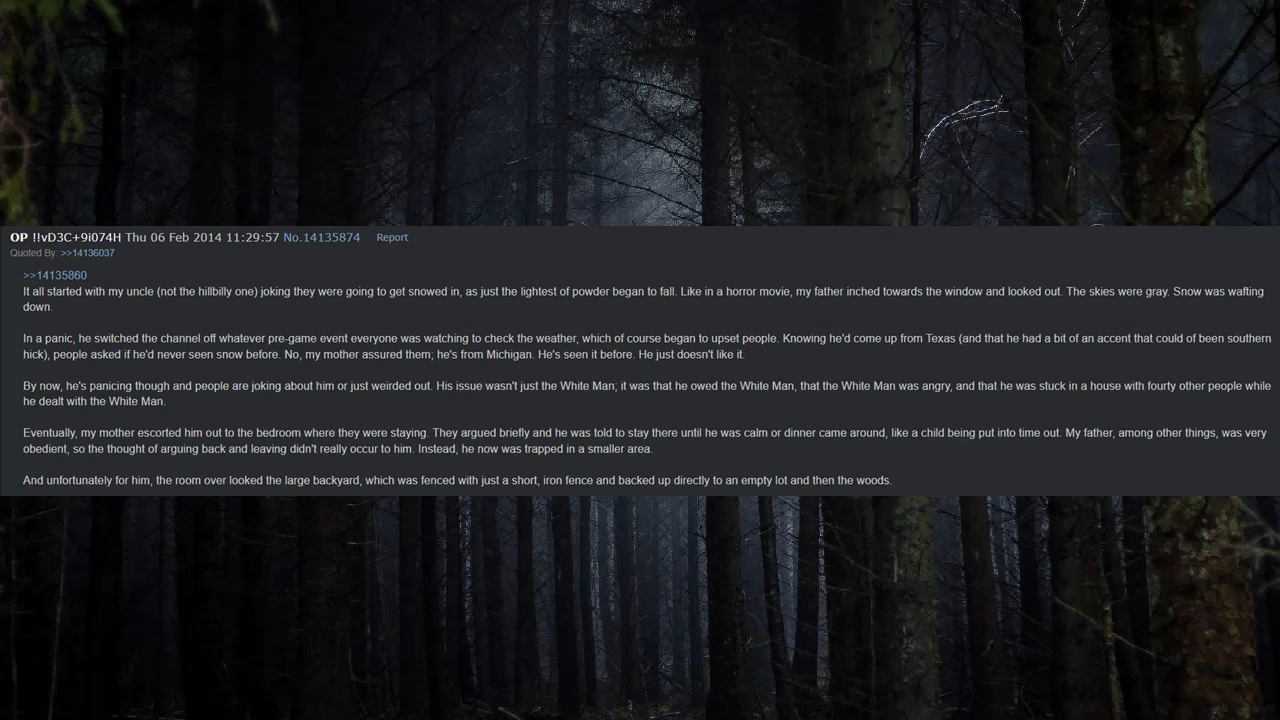 OP !!vD3C+9i074H Thu 06 Feb 2014 11:29:57 No.14135874 Report
Quoted By: >>14136037
>>14135860
It all started with my uncle (not the hillbilly one) joking they were going to get snowed in, as just the lightest of powder began to fall. Like in a horror movie, my father inched towards the window and looked out. The skies were gray. Snow was wafting
down.
In a panic, he switched the channel off whatever pre-game event everyone was watching to check the weather, which of course began to upset people. Knowing he'd come up from Texas (and that he had a bit of an accent that could of been southern
hick), people asked if he'd never seen snow before. No, my mother assured them; he's from Michigan. He's seen it before. He just doesn't like it.
By now, he's panicing though and people are joking about him or just weirded out. His issue wasn't just the White Man; it was that he owed the White Man, that the White Man was angry, and that he was stuck in a house with fourty other people while
he dealt with the White Man.
Eventually, my mother escorted him out to the bedroom where they were staying. They argued briefly and he was told to stay there until he was calm or dinner came around, like a child being put into time out. My father, among other things, was very
obedient, so the thought of arguing back and leaving didn't really occur to him. Instead, he now was trapped in a smaller area.
And unfortunately for him, the room over looked the large backyard, which was fenced with just a short, iron fence and backed up directly to an empty lot and then the woods.